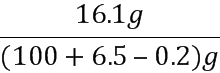 16.1g
(100 + 6.5 – 0.2)g